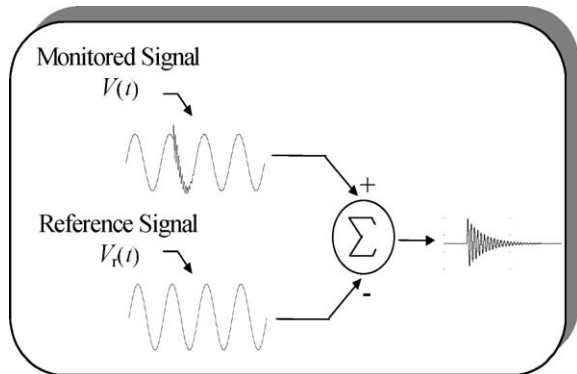 Monitored Signal
V(t)
Reference Signal
Vr(t)
+
Σ
-